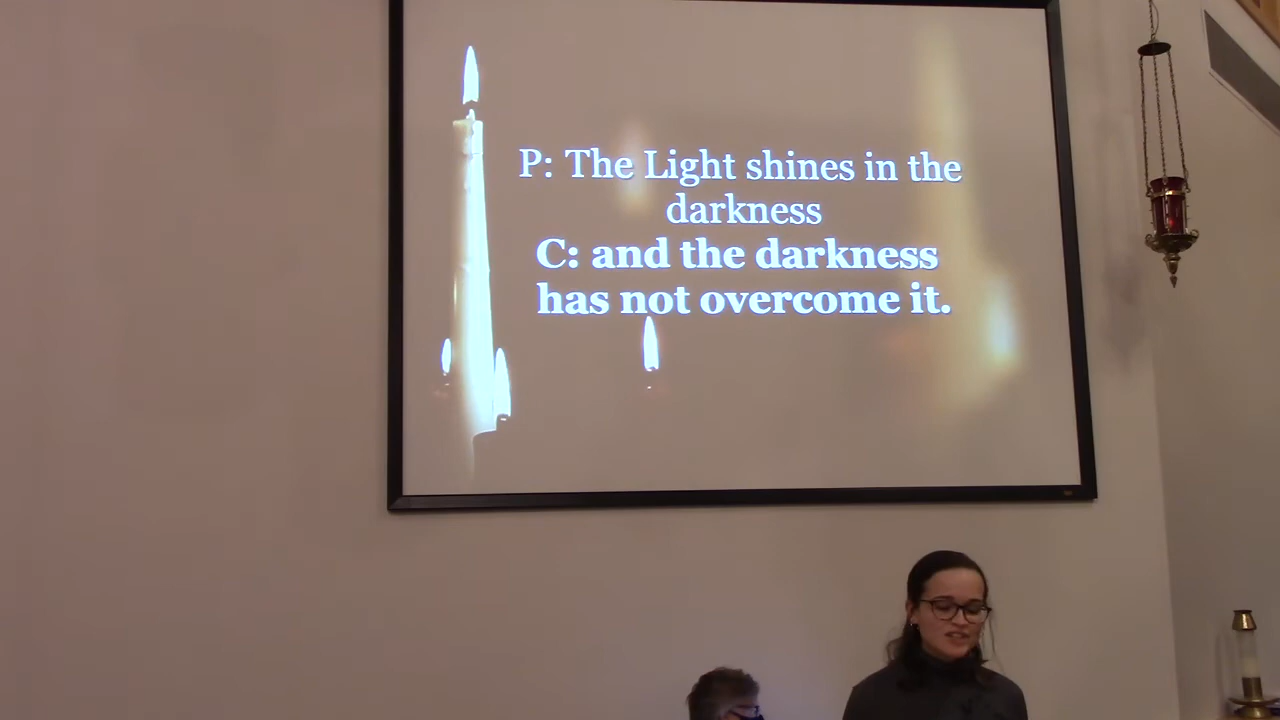 P: The Light shines in the
darkness
C: and the darkness
has not overcome it.